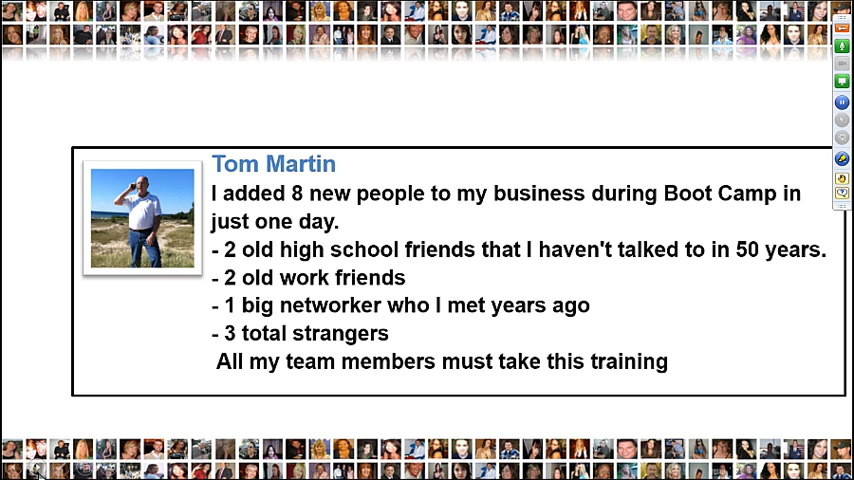 Tom Martin
I added 8 new people to my business during Boot Camp in
just one day.
- 2 old high school friends that I haven't talked to in 50 years.
- 2 old work friends
- 1 big networker who I met years ago
- 3 total strangers
All my team members must take this training